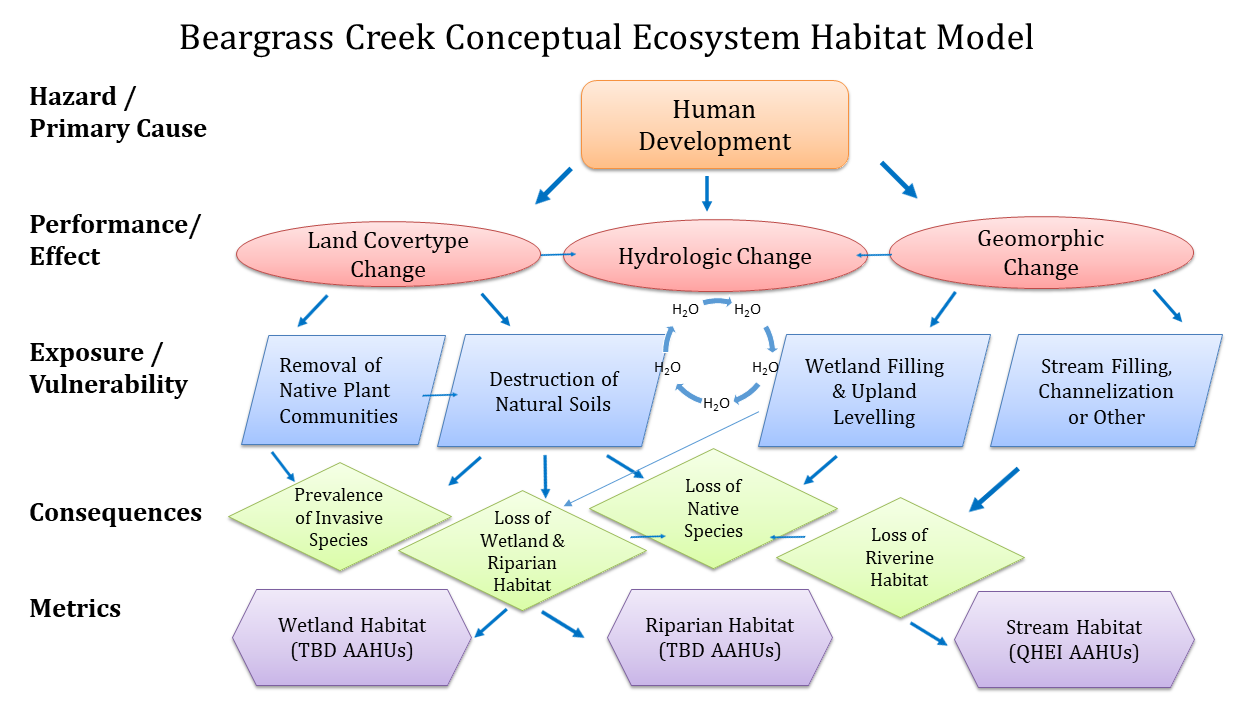 Beargrass Creek Conceptual Ecosystem Habitat Model
Hazard /
Primary Cause
Human
Development
Performance/
Effect
Land Covertype
Change
Hydrologic Change
Geomorphic
Change
H₂O
H₂O
H₂O
H₂O
H₂O
Exposure /
Vulnerability
Removal of
Native Plant
Communities
Destruction of
Natural Soils
Wetland Filling
& Upland
Levelling
Stream Filling,
Channelization
or Other
Consequences
Prevalence
of Invasive
Species
Loss of
Wetland &
Riparian
Habitat
Loss of
Native
Species
Loss of
Riverine
Habitat
Metrics
Wetland Habitat
(TBD AAHUs)
Riparian Habitat
(TBD AAHUs)
Stream Habitat
(QHEI AAHUs)